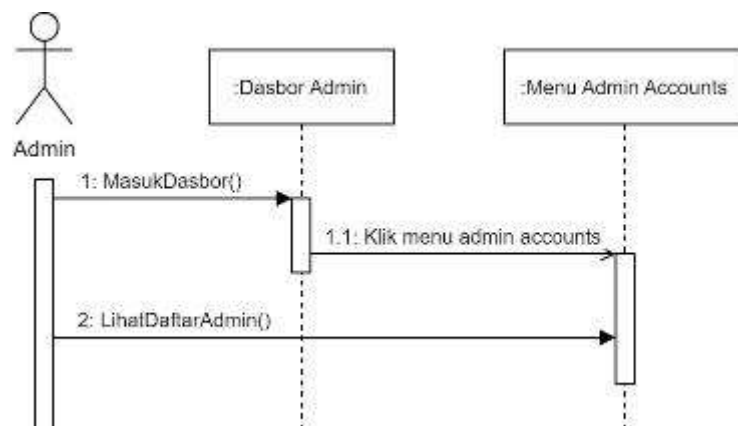 :Dasbor Admin
:Menu Admin Accounts
Admin
1: MasukDasbor()
1.1: Klik menu admin accounts
2: LihatDaftarAdmin()